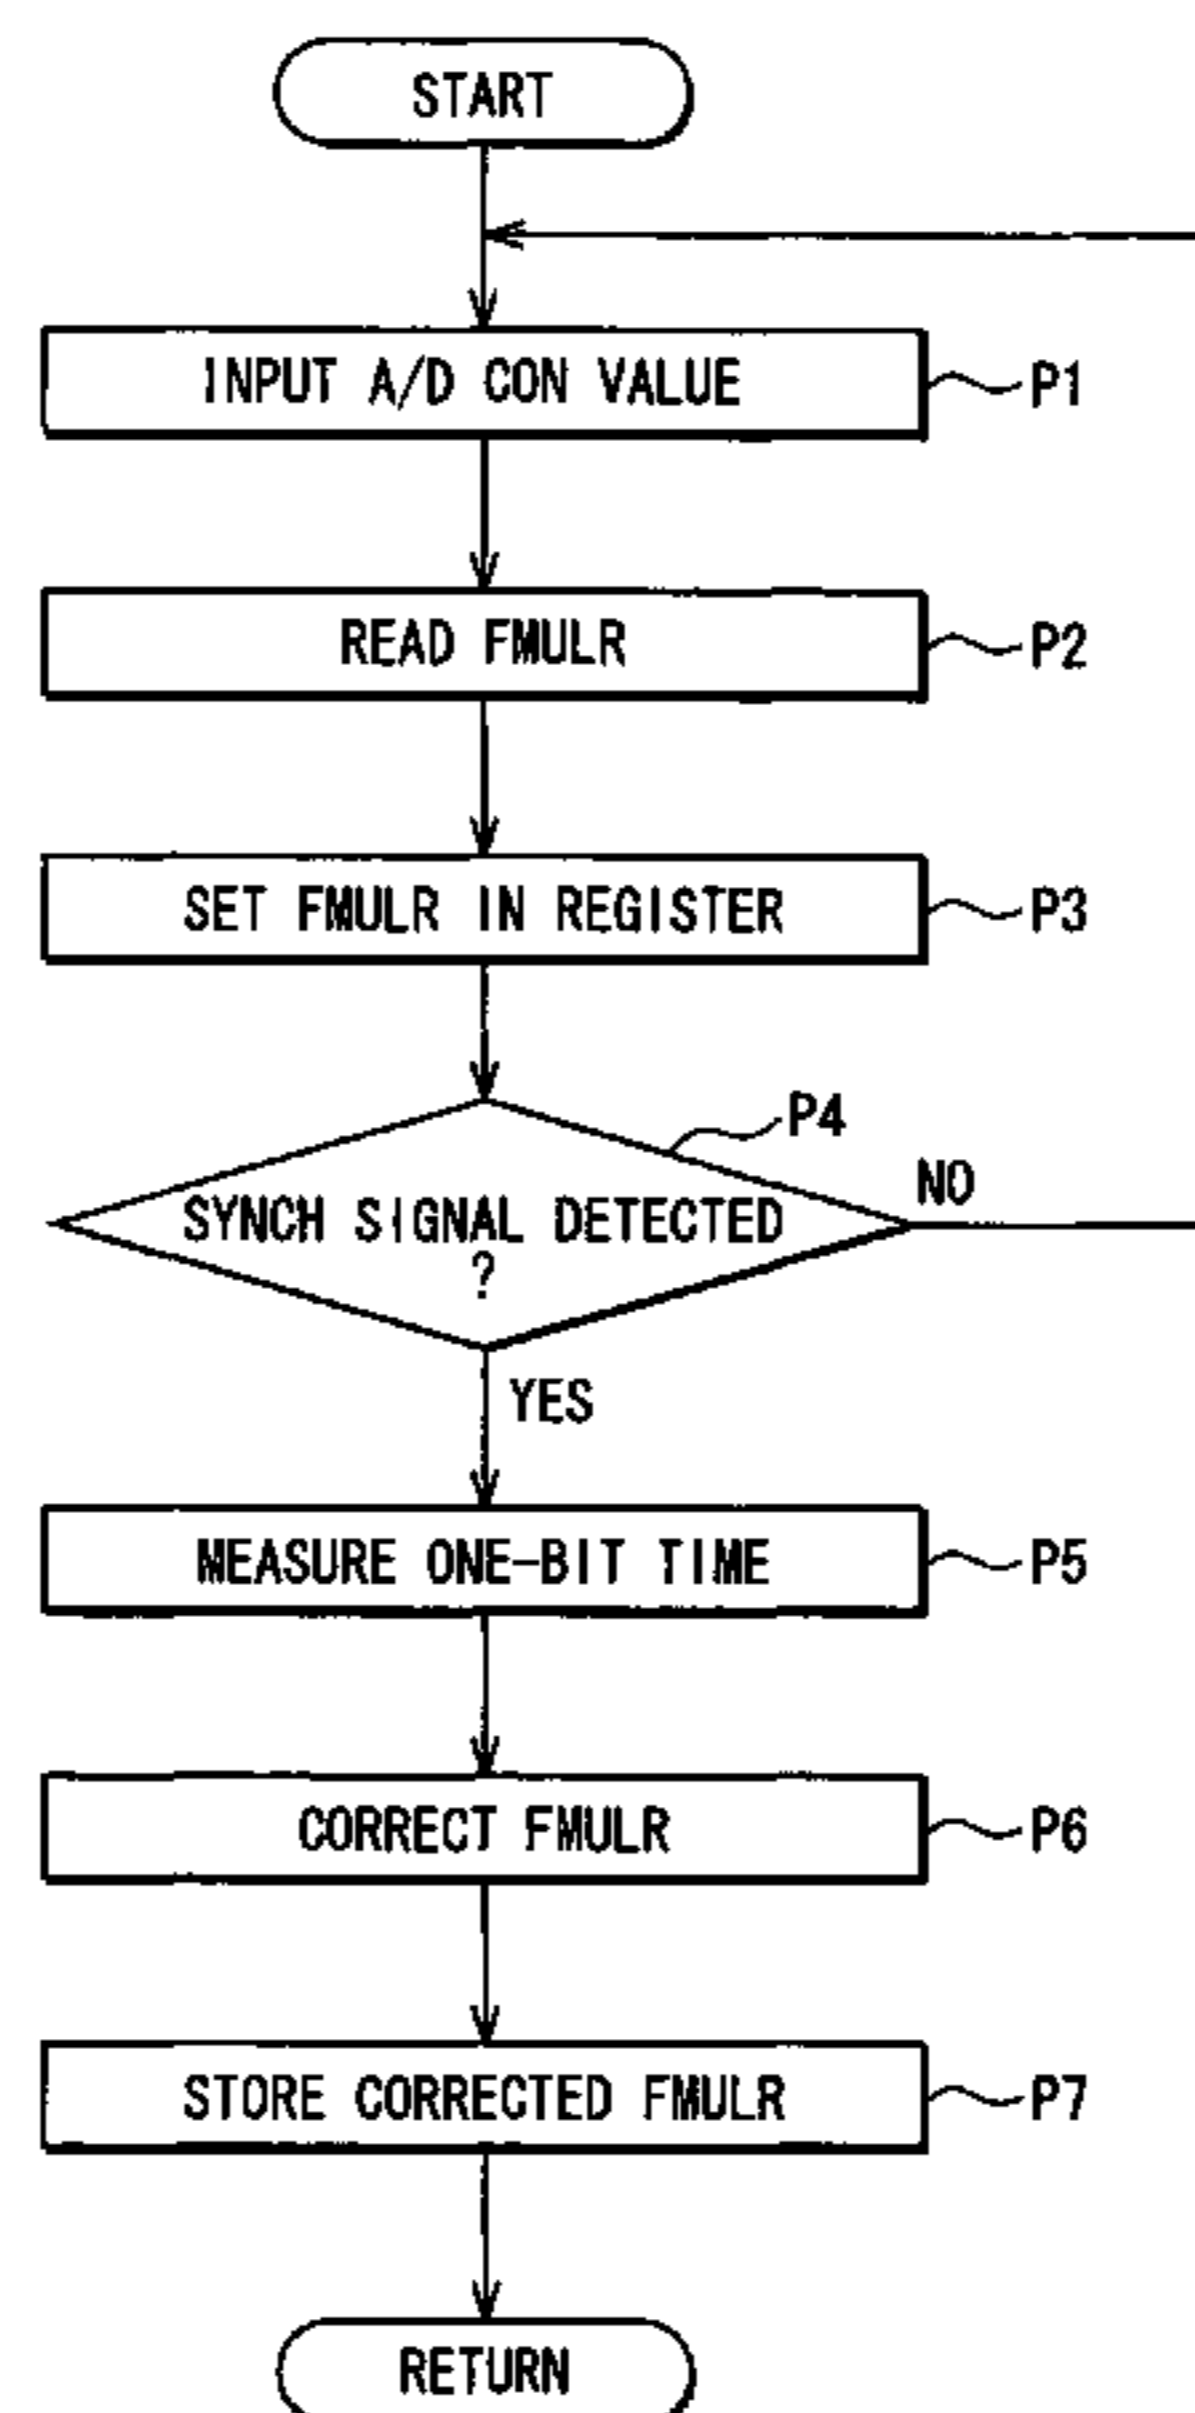 START
INPUT A/D CON VALUE
P1
READ FMULR
P2
SET FMULR IN REGISTER
P3
P4
NO
SYNCH SIGNAL DETECTED
?
YES
MEASURE ONE-BIT TIME
P5
CORRECT FMULR
P6
STORE CORRECTED FMULR
P7
RETURN